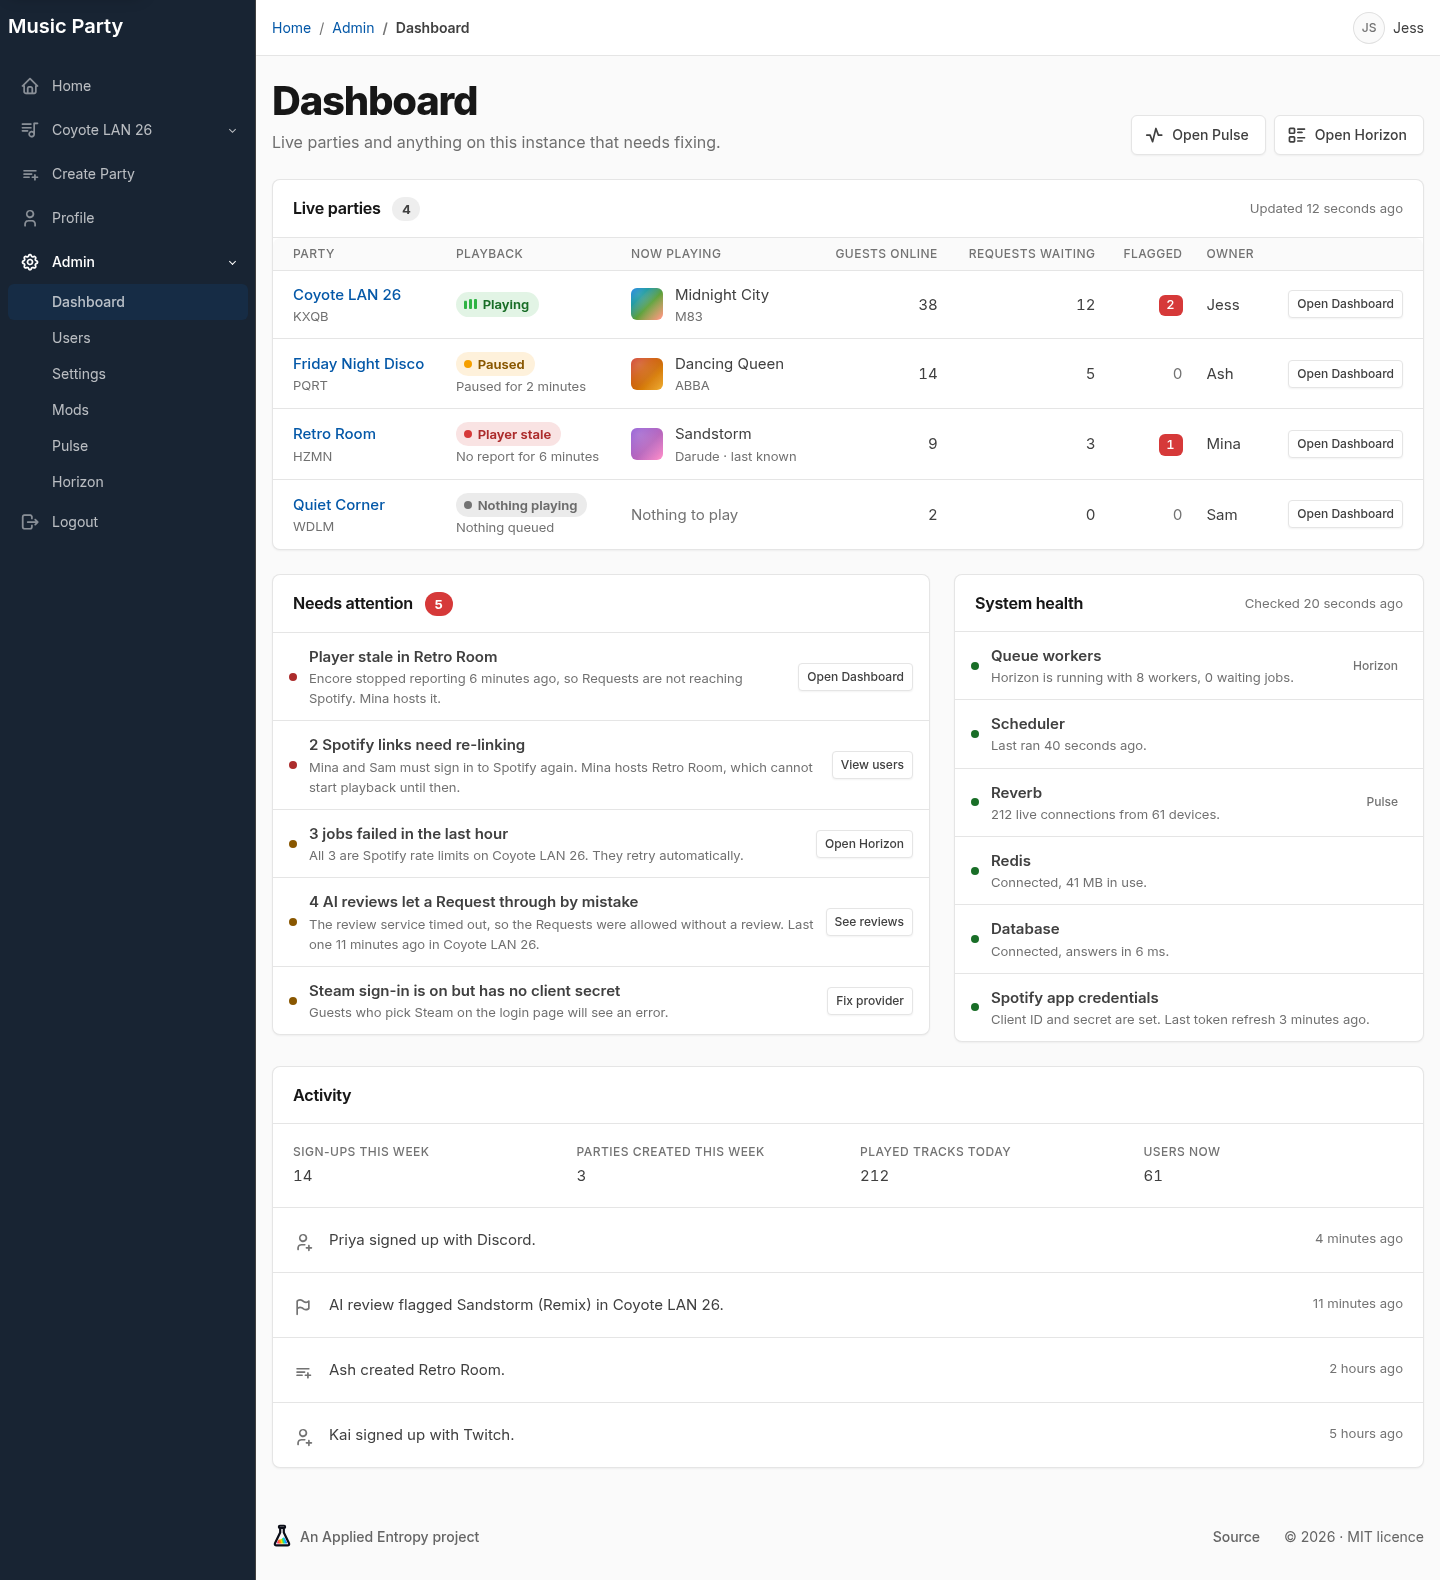 Music Party
Home
Coyote LAN 26
Create Party
Profile
Admin
Dashboard
Users
Settings
Mods
Pulse
Horizon
Logout
Home / Admin / Dashboard
JS Jess
Dashboard
Live parties and anything on this instance that needs fixing.
Open Pulse
Open Horizon
Live parties 4
Updated 12 seconds ago
PARTY PLAYBACK NOW PLAYING GUESTS ONLINE REQUESTS WAITING FLAGGED OWNER
Coyote LAN 26
KXQB
Playing
Midnight City
M83
38 12 2 Jess Open Dashboard
Friday Night Disco
PQRT
Paused
Paused for 2 minutes
Dancing Queen
ABBA
14 5 0 Ash Open Dashboard
Retro Room
HZMN
Player stale
No report for 6 minutes
Sandstorm
Darude · last known
9 3 1 Mina Open Dashboard
Quiet Corner
WDLM
Nothing playing
Nothing queued
Nothing to play
2 0 0 Sam Open Dashboard
Needs attention 5
Player stale in Retro Room
Encore stopped reporting 6 minutes ago, so Requests are not reaching
Spotify. Mina hosts it.
Open Dashboard
2 Spotify links need re-linking
Mina and Sam must sign in to Spotify again. Mina hosts Retro Room, which cannot
start playback until then.
View users
3 jobs failed in the last hour
All 3 are Spotify rate limits on Coyote LAN 26. They retry automatically.
Open Horizon
4 AI reviews let a Request through by mistake
The review service timed out, so the Requests were allowed without a review. Last
one 11 minutes ago in Coyote LAN 26.
See reviews
Steam sign-in is on but has no client secret
Guests who pick Steam on the login page will see an error.
Fix provider
System health
Checked 20 seconds ago
Queue workers
Horizon is running with 8 workers, 0 waiting jobs.
Horizon
Scheduler
Last ran 40 seconds ago.
Reverb
212 live connections from 61 devices.
Pulse
Redis
Connected, 41 MB in use.
Database
Connected, answers in 6 ms.
Spotify app credentials
Client ID and secret are set. Last token refresh 3 minutes ago.
Activity
SIGN-UPS THIS WEEK
14
PARTIES CREATED THIS WEEK
3
PLAYED TRACKS TODAY
212
USERS NOW
61
Priya signed up with Discord.
4 minutes ago
AI review flagged Sandstorm (Remix) in Coyote LAN 26.
11 minutes ago
Ash created Retro Room.
2 hours ago
Kai signed up with Twitch.
5 hours ago
An Applied Entropy project
Source
© 2026 · MIT licence